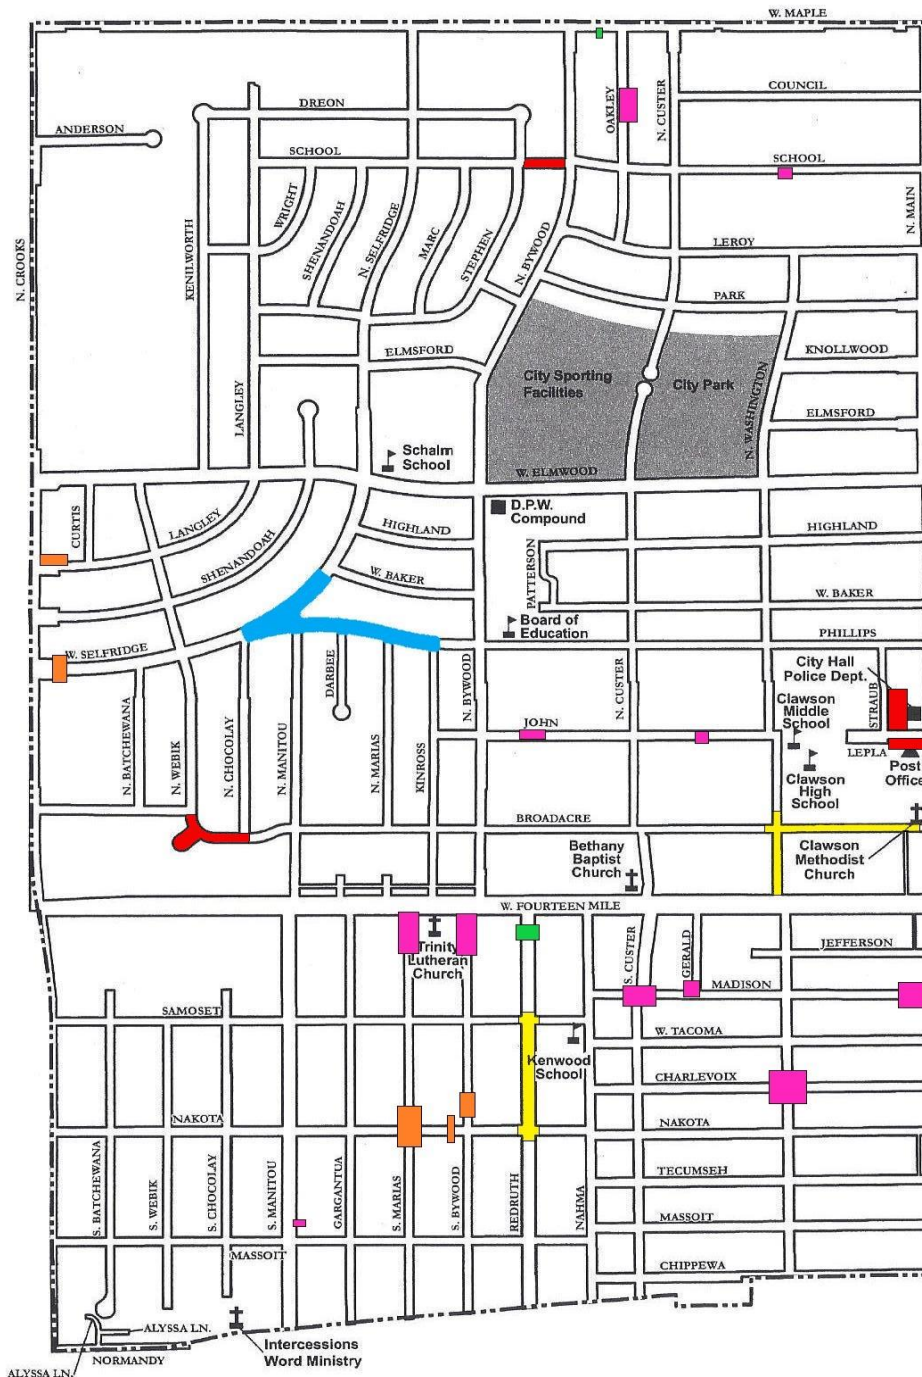 W. MAPLE
COUNCIL
DREON
OAKLEY
N. CUSTER
ANDERSON
SCHOOL
SCHOOL
N. MAIN
WRIGHT
SHENANDOAH
N. SELFRIDGE
MARC
STEPHEN
N. BYWOOD
LEROY
N. CROOKS
KENILWORTH
PARK
ELMSFORD
KNOLLWOOD
City Sporting
Facilities
City Park
N. WASHINGTON
LANGLEY
ELMSFORD
Schalm
School
W. ELMWOOD
D.P.W.
Compound
CURTIS
LANGLEY
HIGHLAND
HIGHLAND
SHENANDOAH
PATTERSON
W. BAKER
W. BAKER
Board of
Education
PHILLIPS
W. SELFRIDGE
City Hall
Police Dept.
DARBEE
N. BYWOOD
N. CUSTER
STRAUB
Clawson
Middle
School
N. BATCHEWANA
N. WEBIK
N. CHOCOLAY
N. MANITOU
N. MARIAS
KINROSS
JOHN
LEPLA
Post
Office
Clawson
High
School
BROADACRE
Bethany
Baptist
Church
Clawson
Methodist
Church
W. FOURTEEN MILE
Trinity
Lutheran
Church
S. CUSTER
GERALD
JEFFERSON
MADISON
SAMOSET
W. TACOMA
Kenwood
School
CHARLEVOIX
NAKOTA
NAKOTA
TECUMSEH
S. BATCHEWANA
S. WEBIK
S. CHOCOLAY
S. MANITOU
GARGANTUA
S. MARIAS
S. BYWOOD
REDRUTH
NAHMA
MASSOIT
MASSOIT
CHIPPEWA
ALYSSA LN.
Intercessions
Word Ministry
NORMANDY
ALYSSA LN.